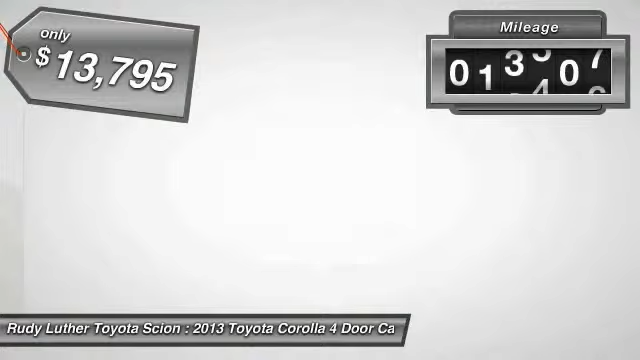 only
$13,795
Mileage
Rudy Luther Toyota Scion : 2013 Toyota Corolla 4 Door Ca